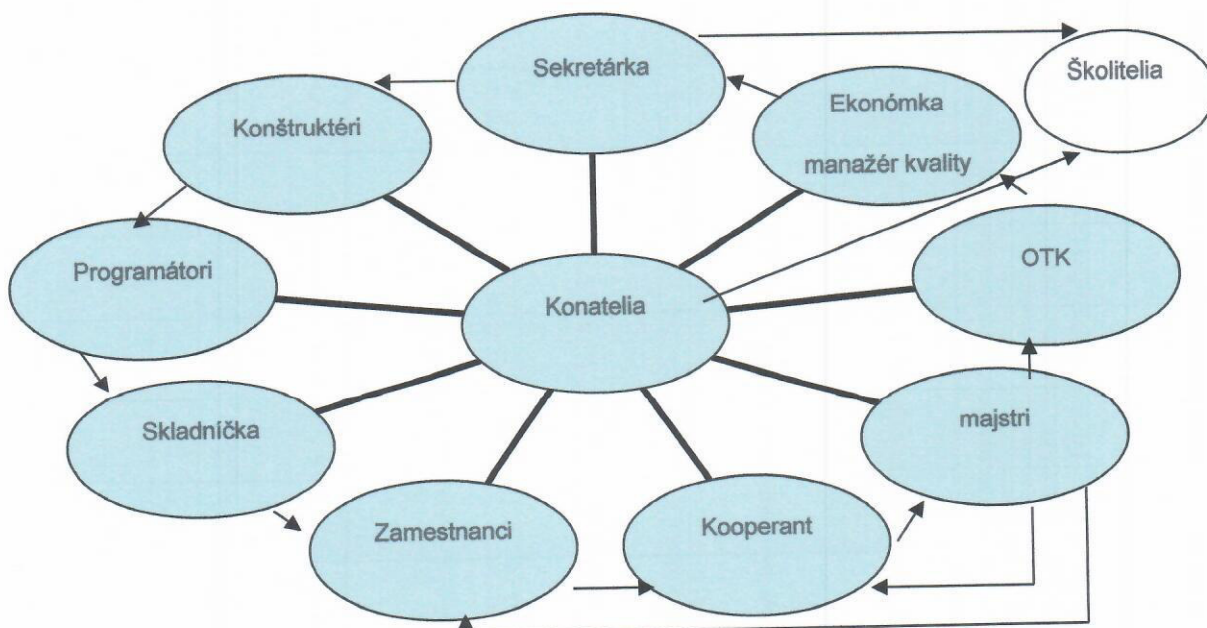 Sekretárka
Školitelia
Ekonómka
manažér kvality
Konštruktéri
OTK
Programátori
Konatelia
majstri
Skladníčka
Zamestnanci
Kooperant